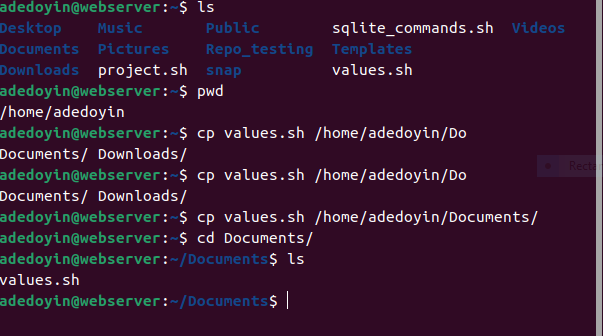 adedoyin@webserver:~$ ls
Desktop Music Public sqlite_commands.sh Videos
Documents Pictures Repo_testing Templates
Downloads project.sh snap values.sh
adedoyin@webserver:~$ pwd
/home/adedoyin
adedoyin@webserver:~$ cp values.sh /home/adedoyin/Do
Documents/ Downloads/
adedoyin@webserver:~$ cp values.sh /home/adedoyin/Do
Documents/ Downloads/
adedoyin@webserver:~$ cp values.sh /home/adedoyin/Documents/
adedoyin@webserver:~$ cd Documents/
adedoyin@webserver:~/Documents$ ls
values.sh
adedoyin@webserver:~/Documents$